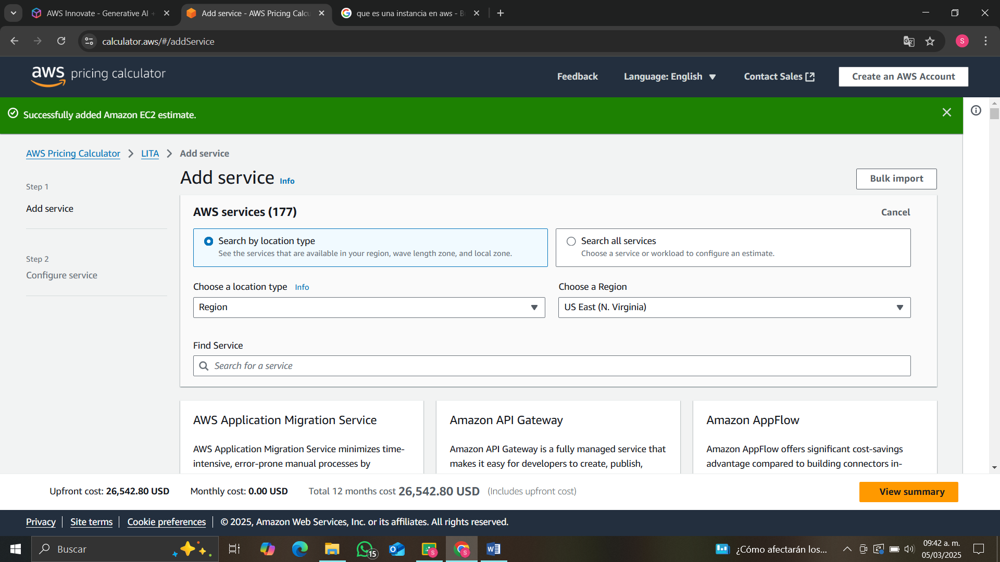 AWS Innovate - Generative AI +
Add service - AWS Pricing Calcu
que es una instancia en aws - B
calculator.aws/#/addService
S
aws pricing calculator
Feedback
Language: English
Contact Sales
Create an AWS Account
Successfully added Amazon EC2 estimate.
AWS Pricing Calculator
LITA
Add service
Step 1
Add service
Step 2
Configure service
Add service
Info
Bulk import
AWS services (177)
Cancel
Search by location type
See the services that are available in your region, wave length zone, and local zone.
Search all services
Choose a service or workload to configure an estimate.
Choose a location type
Info
Region
Choose a Region
US East (N. Virginia)
Find Service
Search for a service
AWS Application Migration Service
AWS Application Migration Service minimizes time-
intensive, error-prone manual processes by
Amazon API Gateway
Amazon API Gateway is a fully managed service that
makes it easy for developers to create, publish,
Amazon AppFlow
Amazon AppFlow offers significant cost-savings
advantage compared to building connectors in-
Upfront cost: 26,542.80 USD
Monthly cost: 0.00 USD
Total 12 months cost 26,542.80 USD
(Includes upfront cost)
View summary
Privacy
Site terms
Cookie preferences
© 2025, Amazon Web Services, Inc. or its affiliates. All rights reserved.
Buscar
15
S
S
¿Cómo afectarán los...
09:42 a. m.
05/03/2025